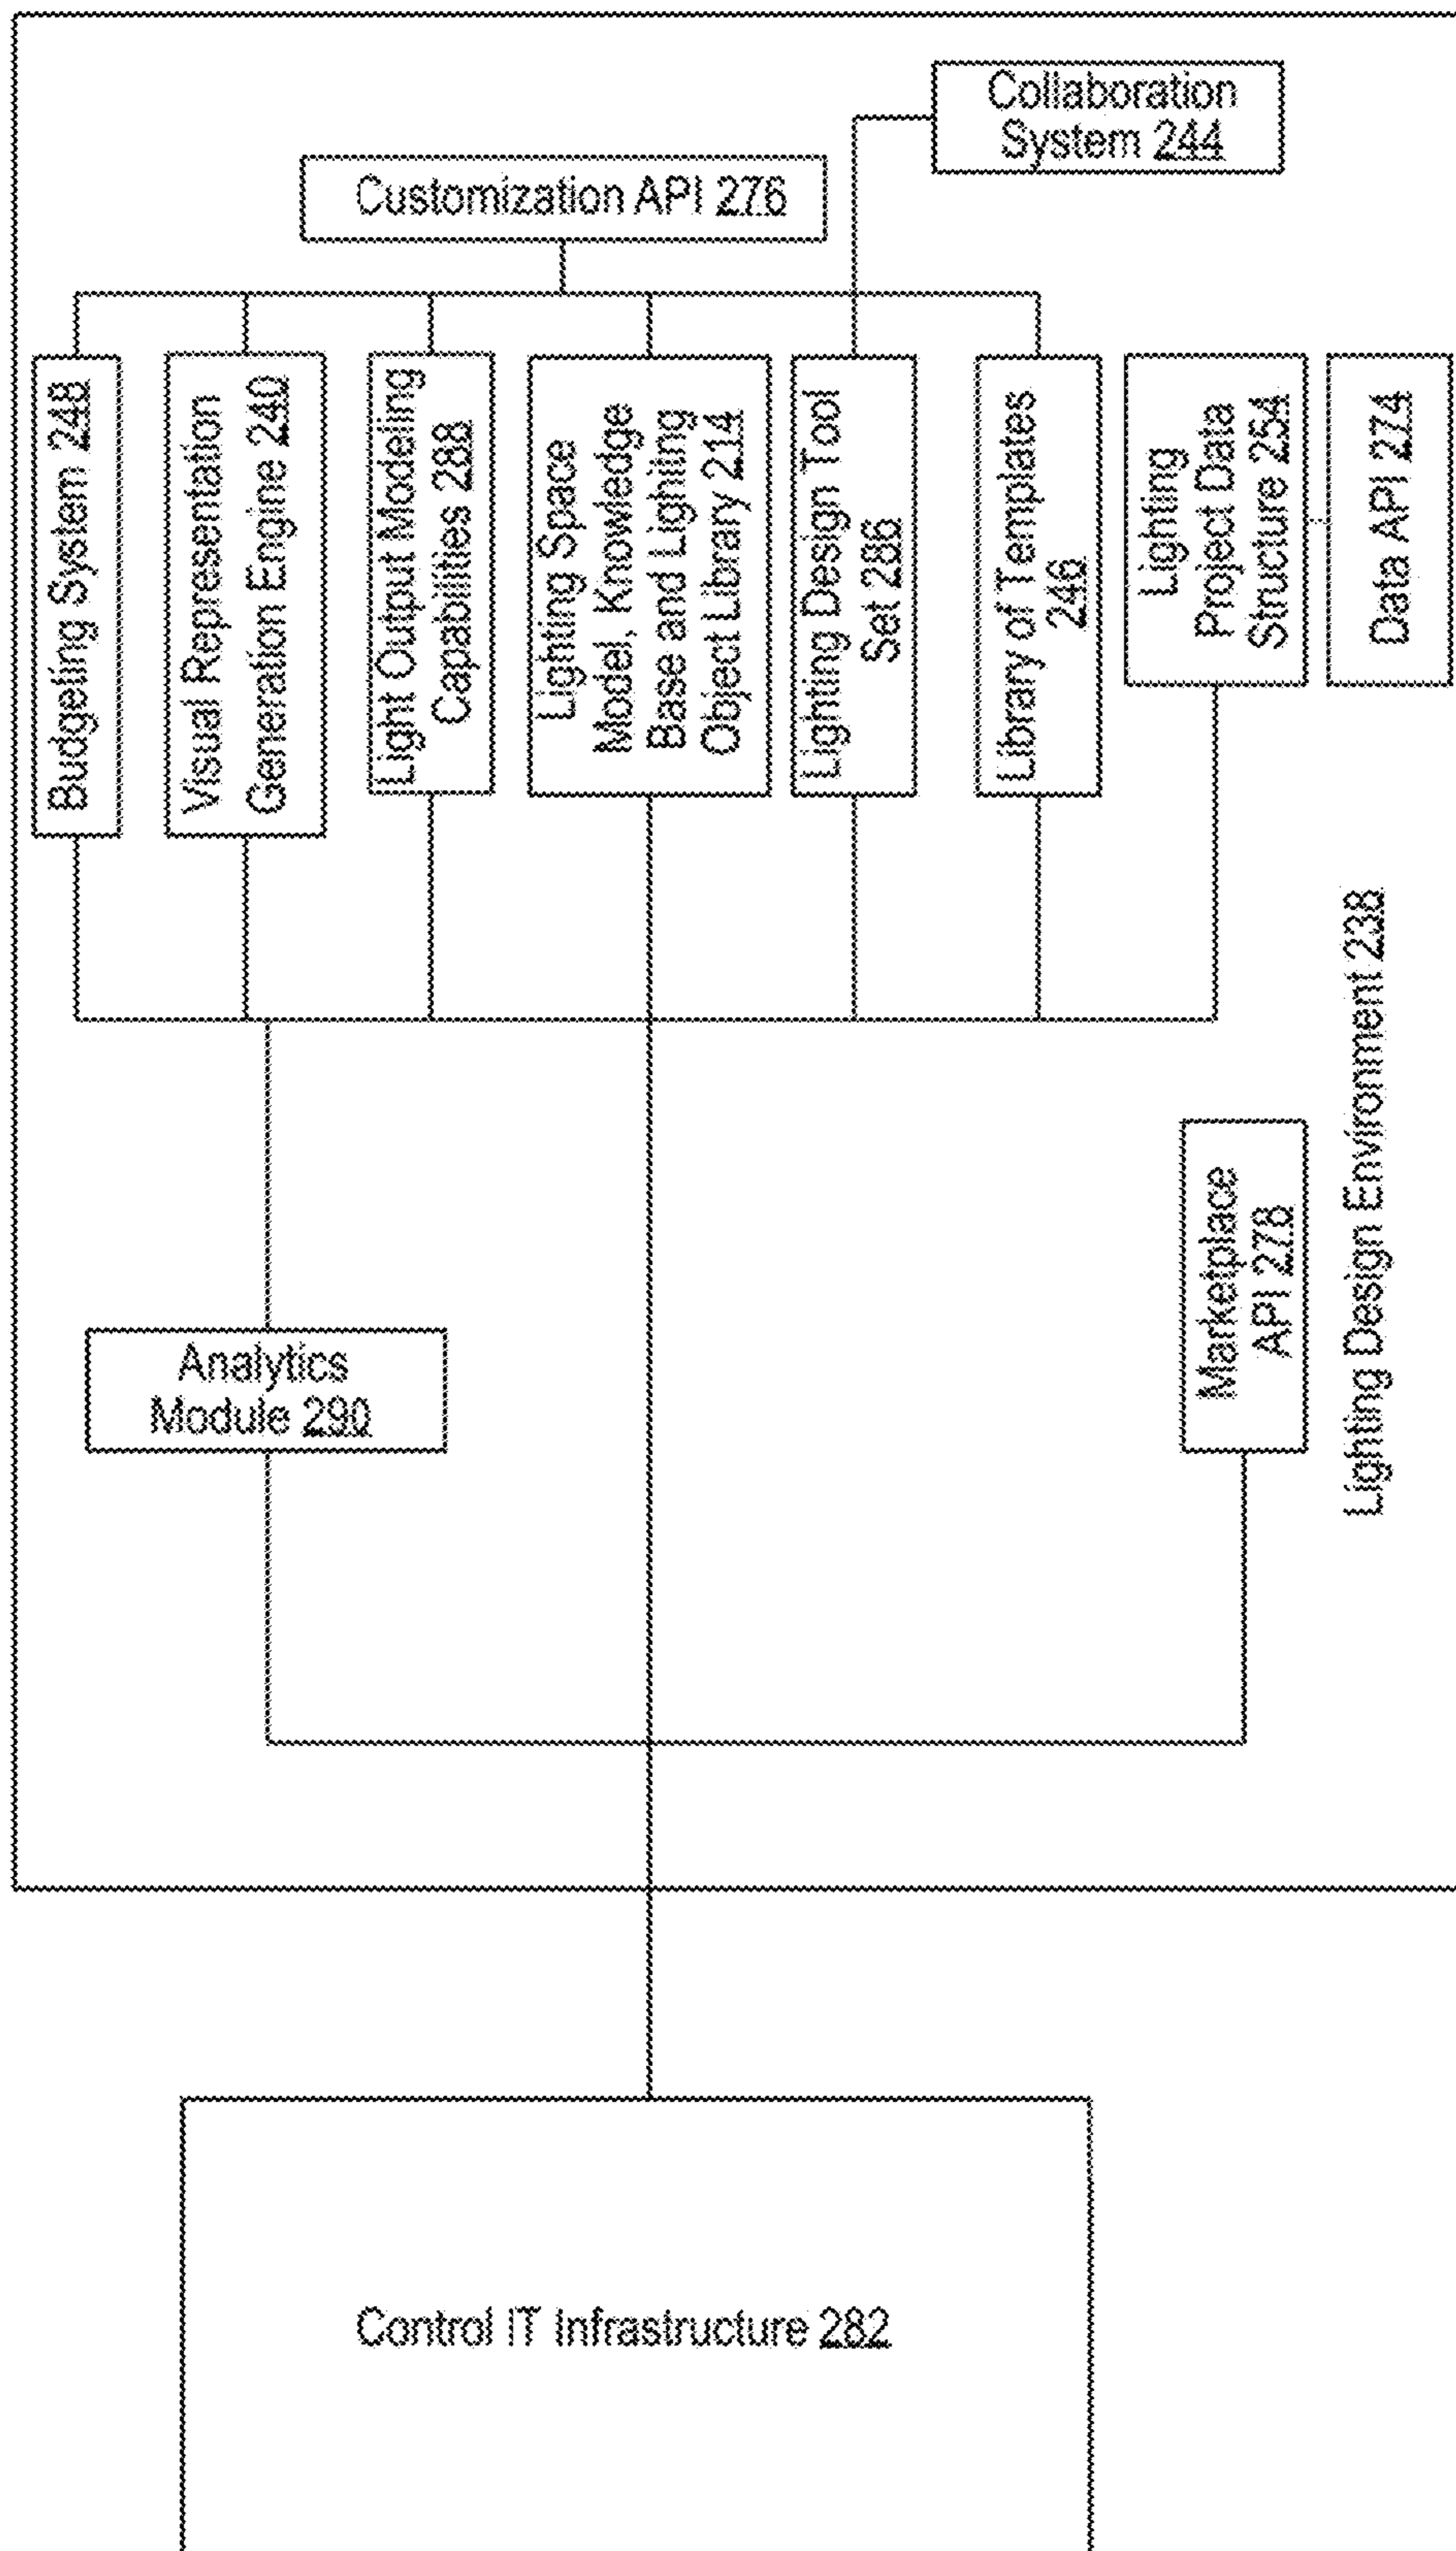 Collaboration
System 244
Customization API 276
Budgeting System 248
Visual Representation
Generation Engine 240
Light Output Modeling
Capabilities 288
Lighting Space
Model, Knowledge
Base and Lighting
Object Library 214
Lighting Design Tool
Set 286
Library of Templates
246
Lighting
Project Data
Structure 254
Data API 274
Analytics
Module 290
Marketplace
API 278
Lighting Design Environment 238
Control IT Infrastructure 282